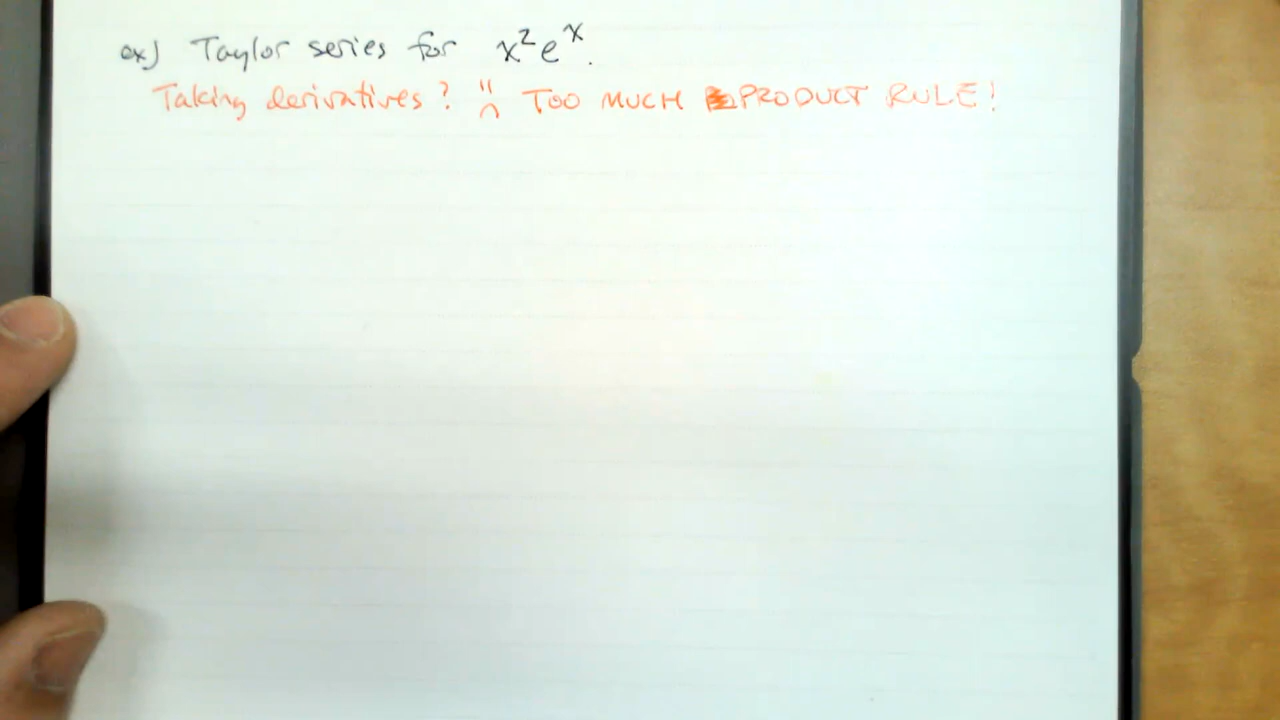 ex) Taylor series for x²eˣ.
Taking derivatives? TOO MUCH PRODUCT RULE!